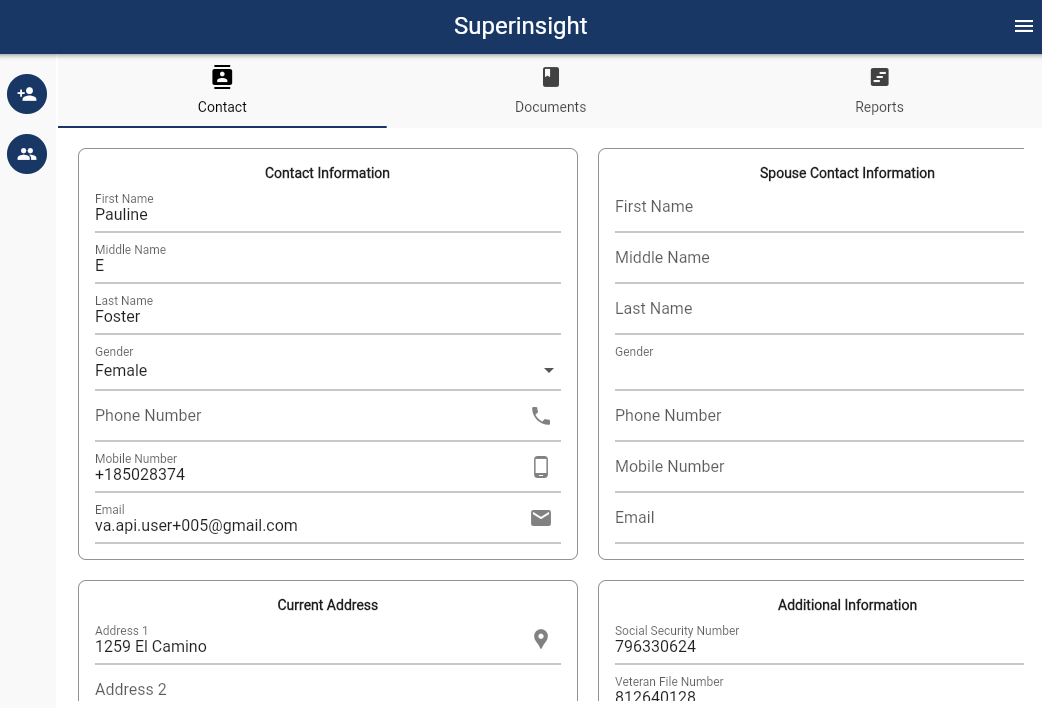 Superinsight
Contact
Documents
Reports
Contact Information
First Name
Pauline
Middle Name
E
Last Name
Foster
Gender
Female
Phone Number
Mobile Number
+185028374
Email
va.api.user+005@gmail.com
Spouse Contact Information
First Name
Middle Name
Last Name
Gender
Phone Number
Mobile Number
Email
Current Address
Address 1
1259 El Camino
Address 2
Additional Information
Social Security Number
796330624
Veteran File Number
812640128